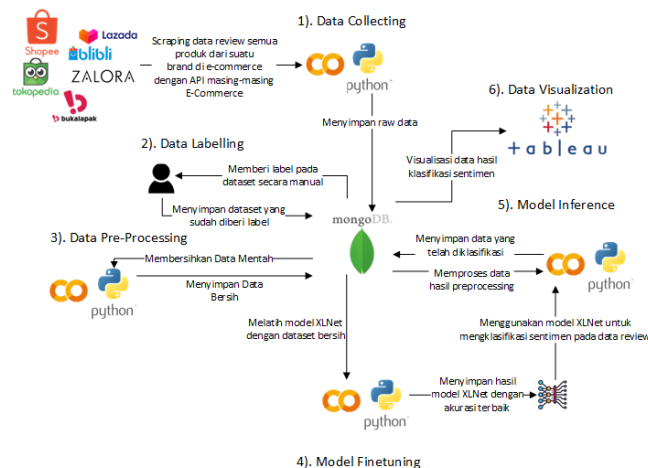 1). Data Collecting
Shopee
Lazada
blibli
tokopedia
ZALORA
bukalapak
Scraping data review semua
produk dari suatu
brand di e-commerce
dengan API masing-masing
E-Commerce
python
Menyimpan raw data
6). Data Visualization
+ a b | e a u
Visualisasi data hasil
klasifikasi sentimen
2). Data Labelling
Memberi label pada
dataset secara manual
Menyimpan dataset yang
sudah diberi label
mongoDB.
3). Data Pre-Processing
Membersihkan Data Mentah
Menyimpan Data
Bersih
python
5). Model Inference
Menyimpan data yang
telah diklasifikasi
Memproses data
hasil preprocessing
python
Melatih model XLNet
dengan dataset bersih
Menggunakan model XLNet untuk
mengklasifikasi sentimen pada data review
python
Menyimpan hasil
model XLNet dengan
akurasi terbaik
4). Model Finetuning